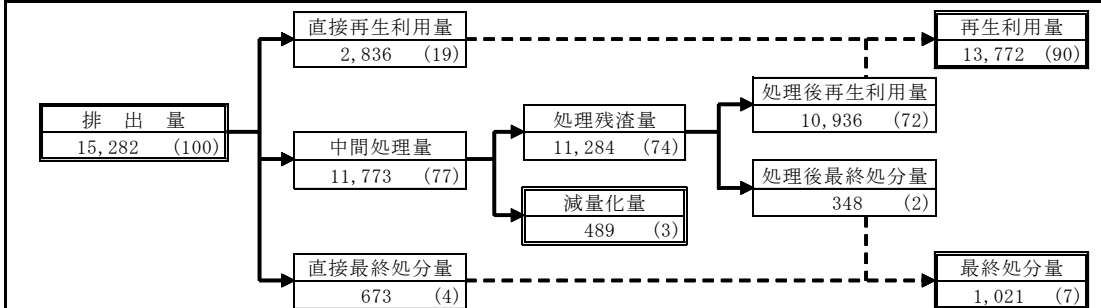 直接再生利用量
2,836 (19)
再生利用量
13,772 (90)
排 出 量
15,282 (100)
中間処理量
11,773 (77)
処理残渣量
11,284 (74)
処理後再生利用量
10,936 (72)
処理後最終処分量
348 (2)
減量化量
489 (3)
直接最終処分量
673 (4)
最終処分量
1,021 (7)